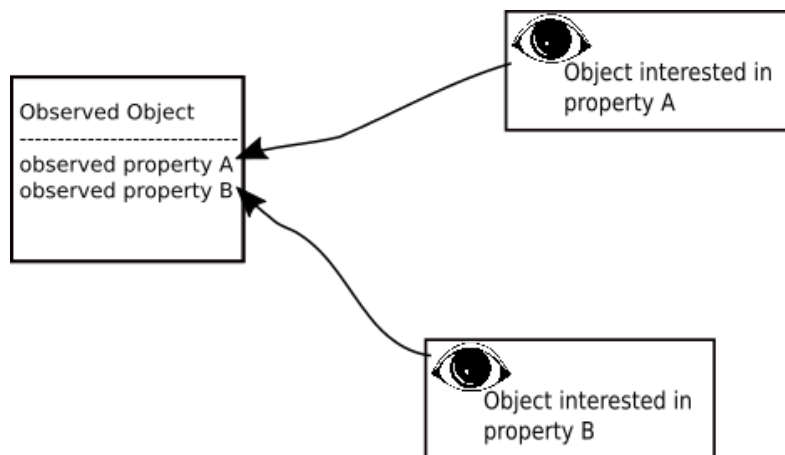 Observed Object
observed property A
observed property B
Object interested in
property A
Object interested in
property B